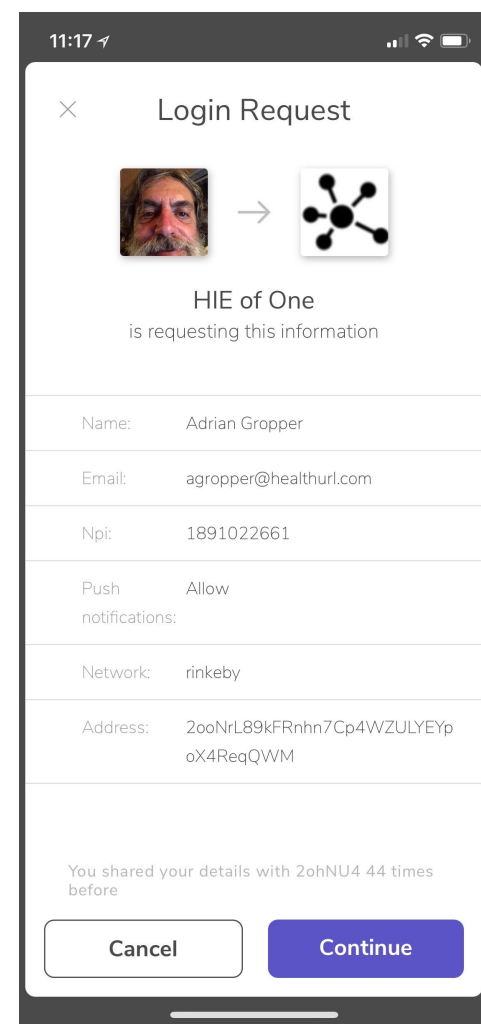 11:17
Login Request
HIE of One
is requesting this information
Name: Adrian Gropper
Email: agropper@healthurl.com
Npi: 1891022661
Push Allow
notifications:
Network: rinkeby
Address: 2ooNrL89kFRnhn7Cp4WZULYEYp
oX4ReqQWM
You shared your details with 2ohNU4 44 times
before
Cancel Continue